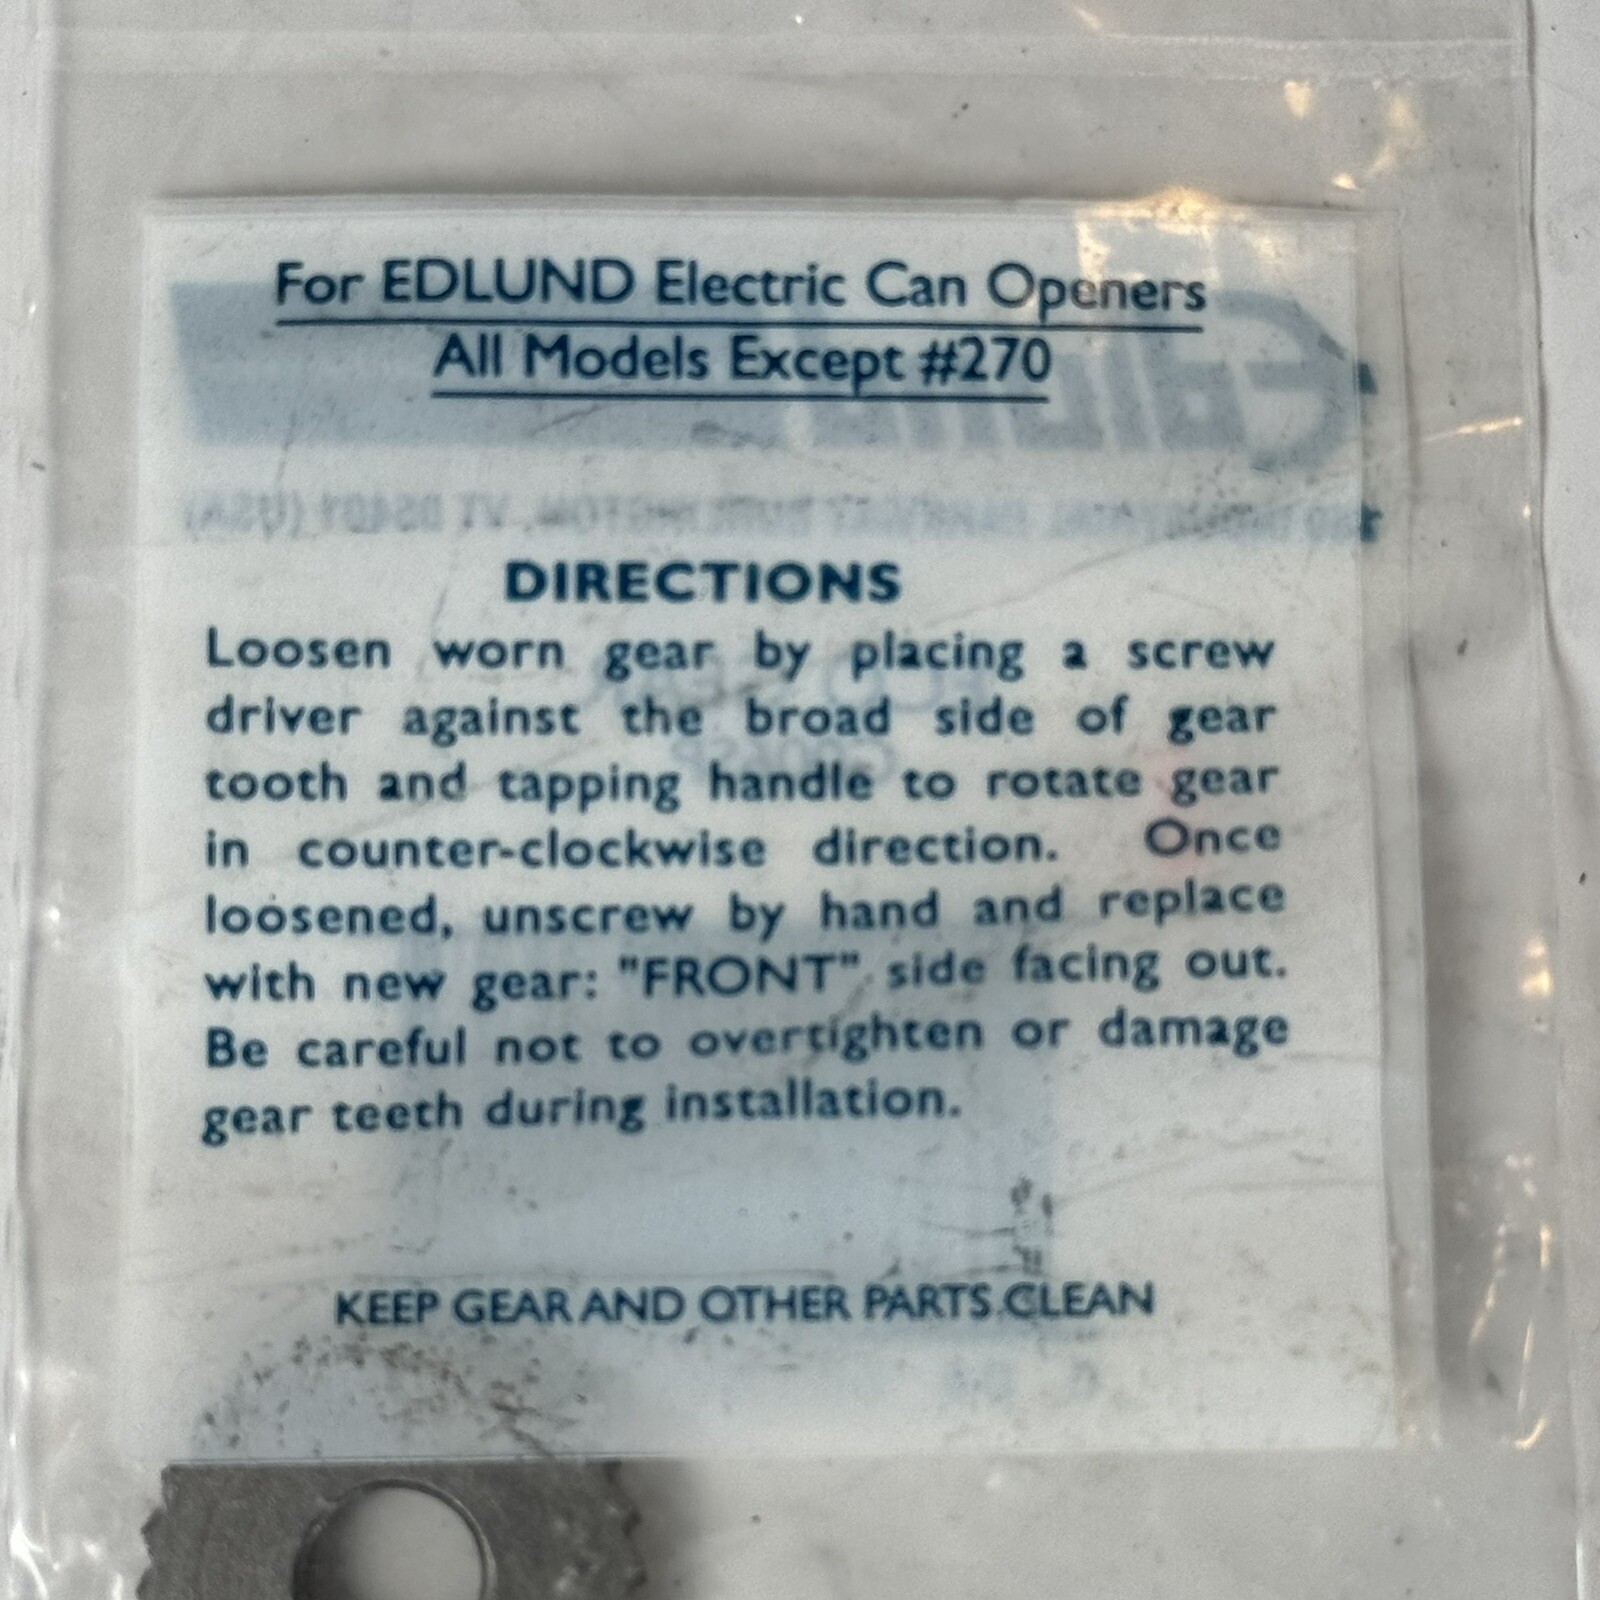 For EDLUND Electric Can Openers
All Models Except #270
DIRECTIONS
Loosen worn gear by placing a screw
driver against the broad side of gear
tooth and tapping handle to rotate gear
in counter-clockwise direction. Once
loosened, unscrew by hand and replace
with new gear: "FRONT" side facing out.
Be careful not to overtighten or damage
gear teeth during installation.
KEEP GEAR AND OTHER PARTS CLEAN